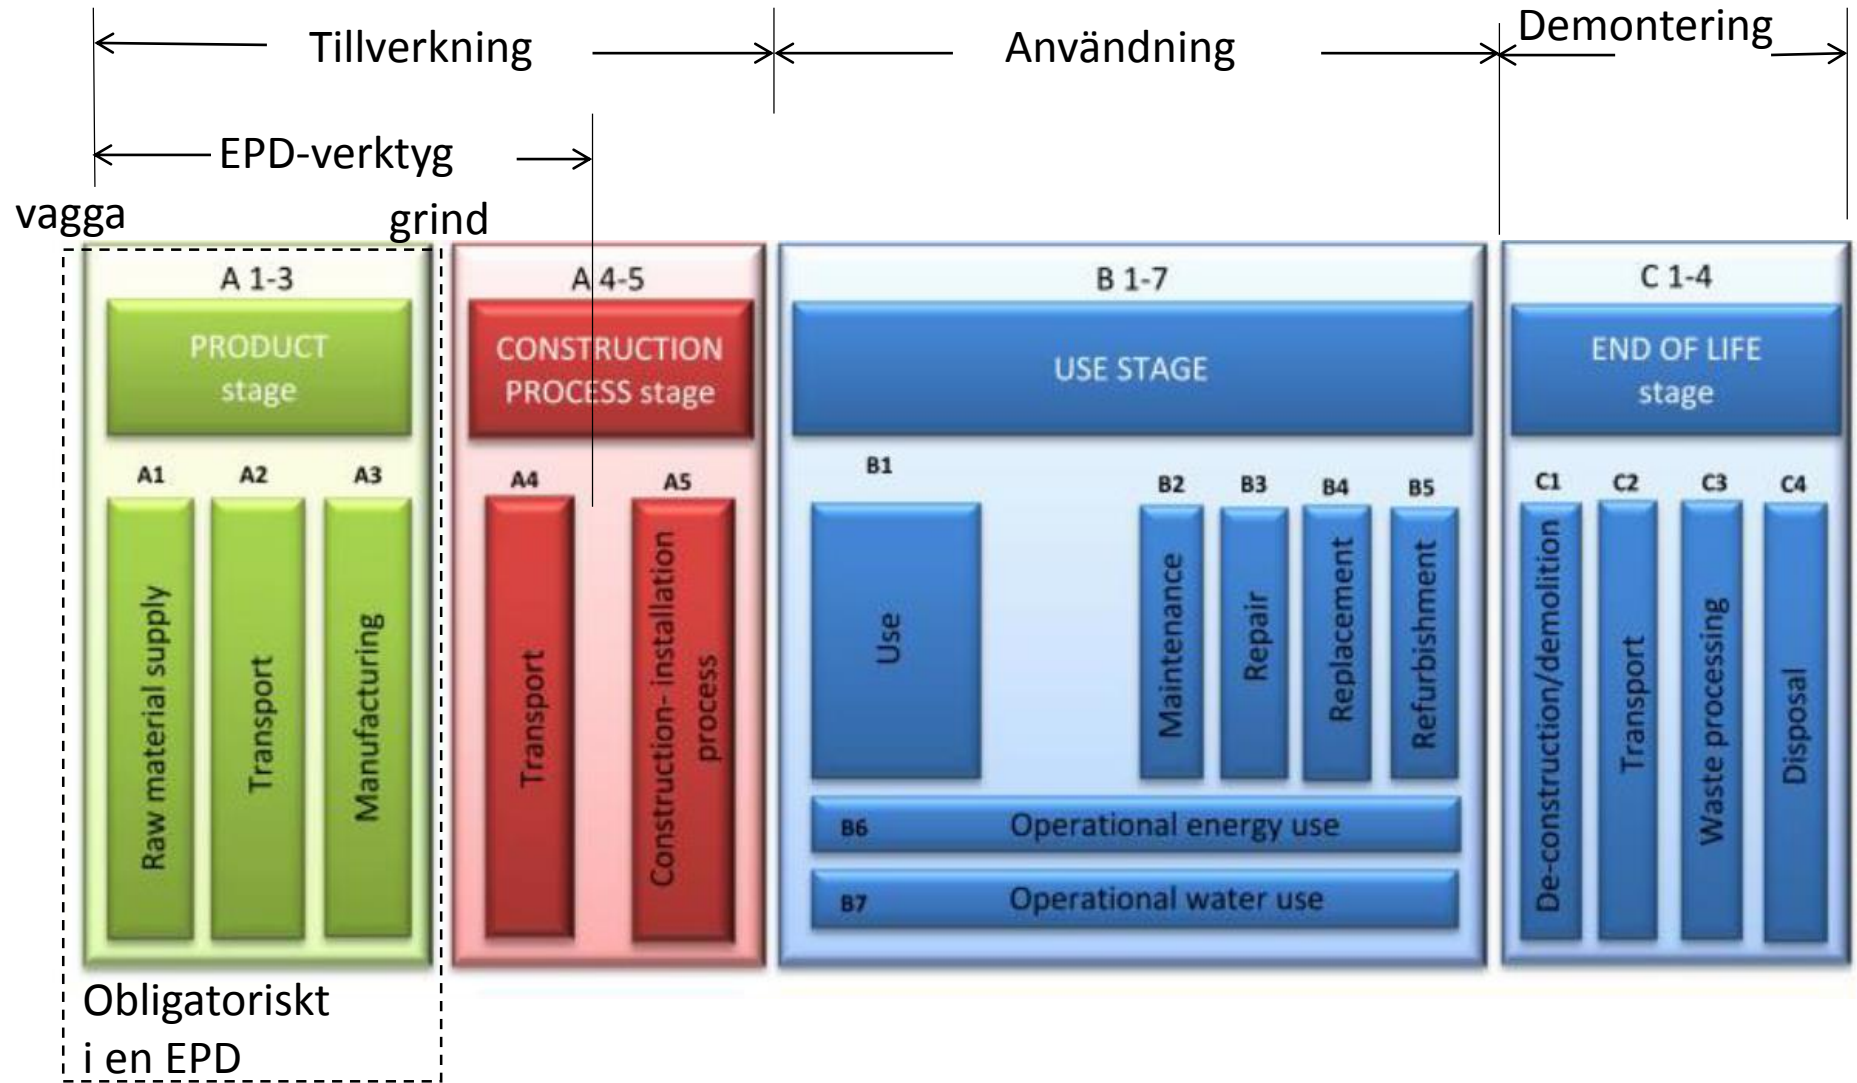 Tillverkning
Användning
Demontering
EPD-verktyg
vagga
grind
A 1-3
PRODUCT
stage
A1
A2
A3
Raw material supply
Transport
Manufacturing
A 4-5
CONSTRUCTION
PROCESS stage
A4
A5
Transport
Construction- installation
process
B 1-7
USE STAGE
B1
B2
B3
B4
B5
Use
Maintenance
Repair
Replacement
Refurbishment
B6 Operational energy use
B7 Operational water use
C 1-4
END OF LIFE
stage
C1
C2
C3
C4
De-construction/demolition
Transport
Waste processing
Disposal
Obligatoriskt
i en EPD